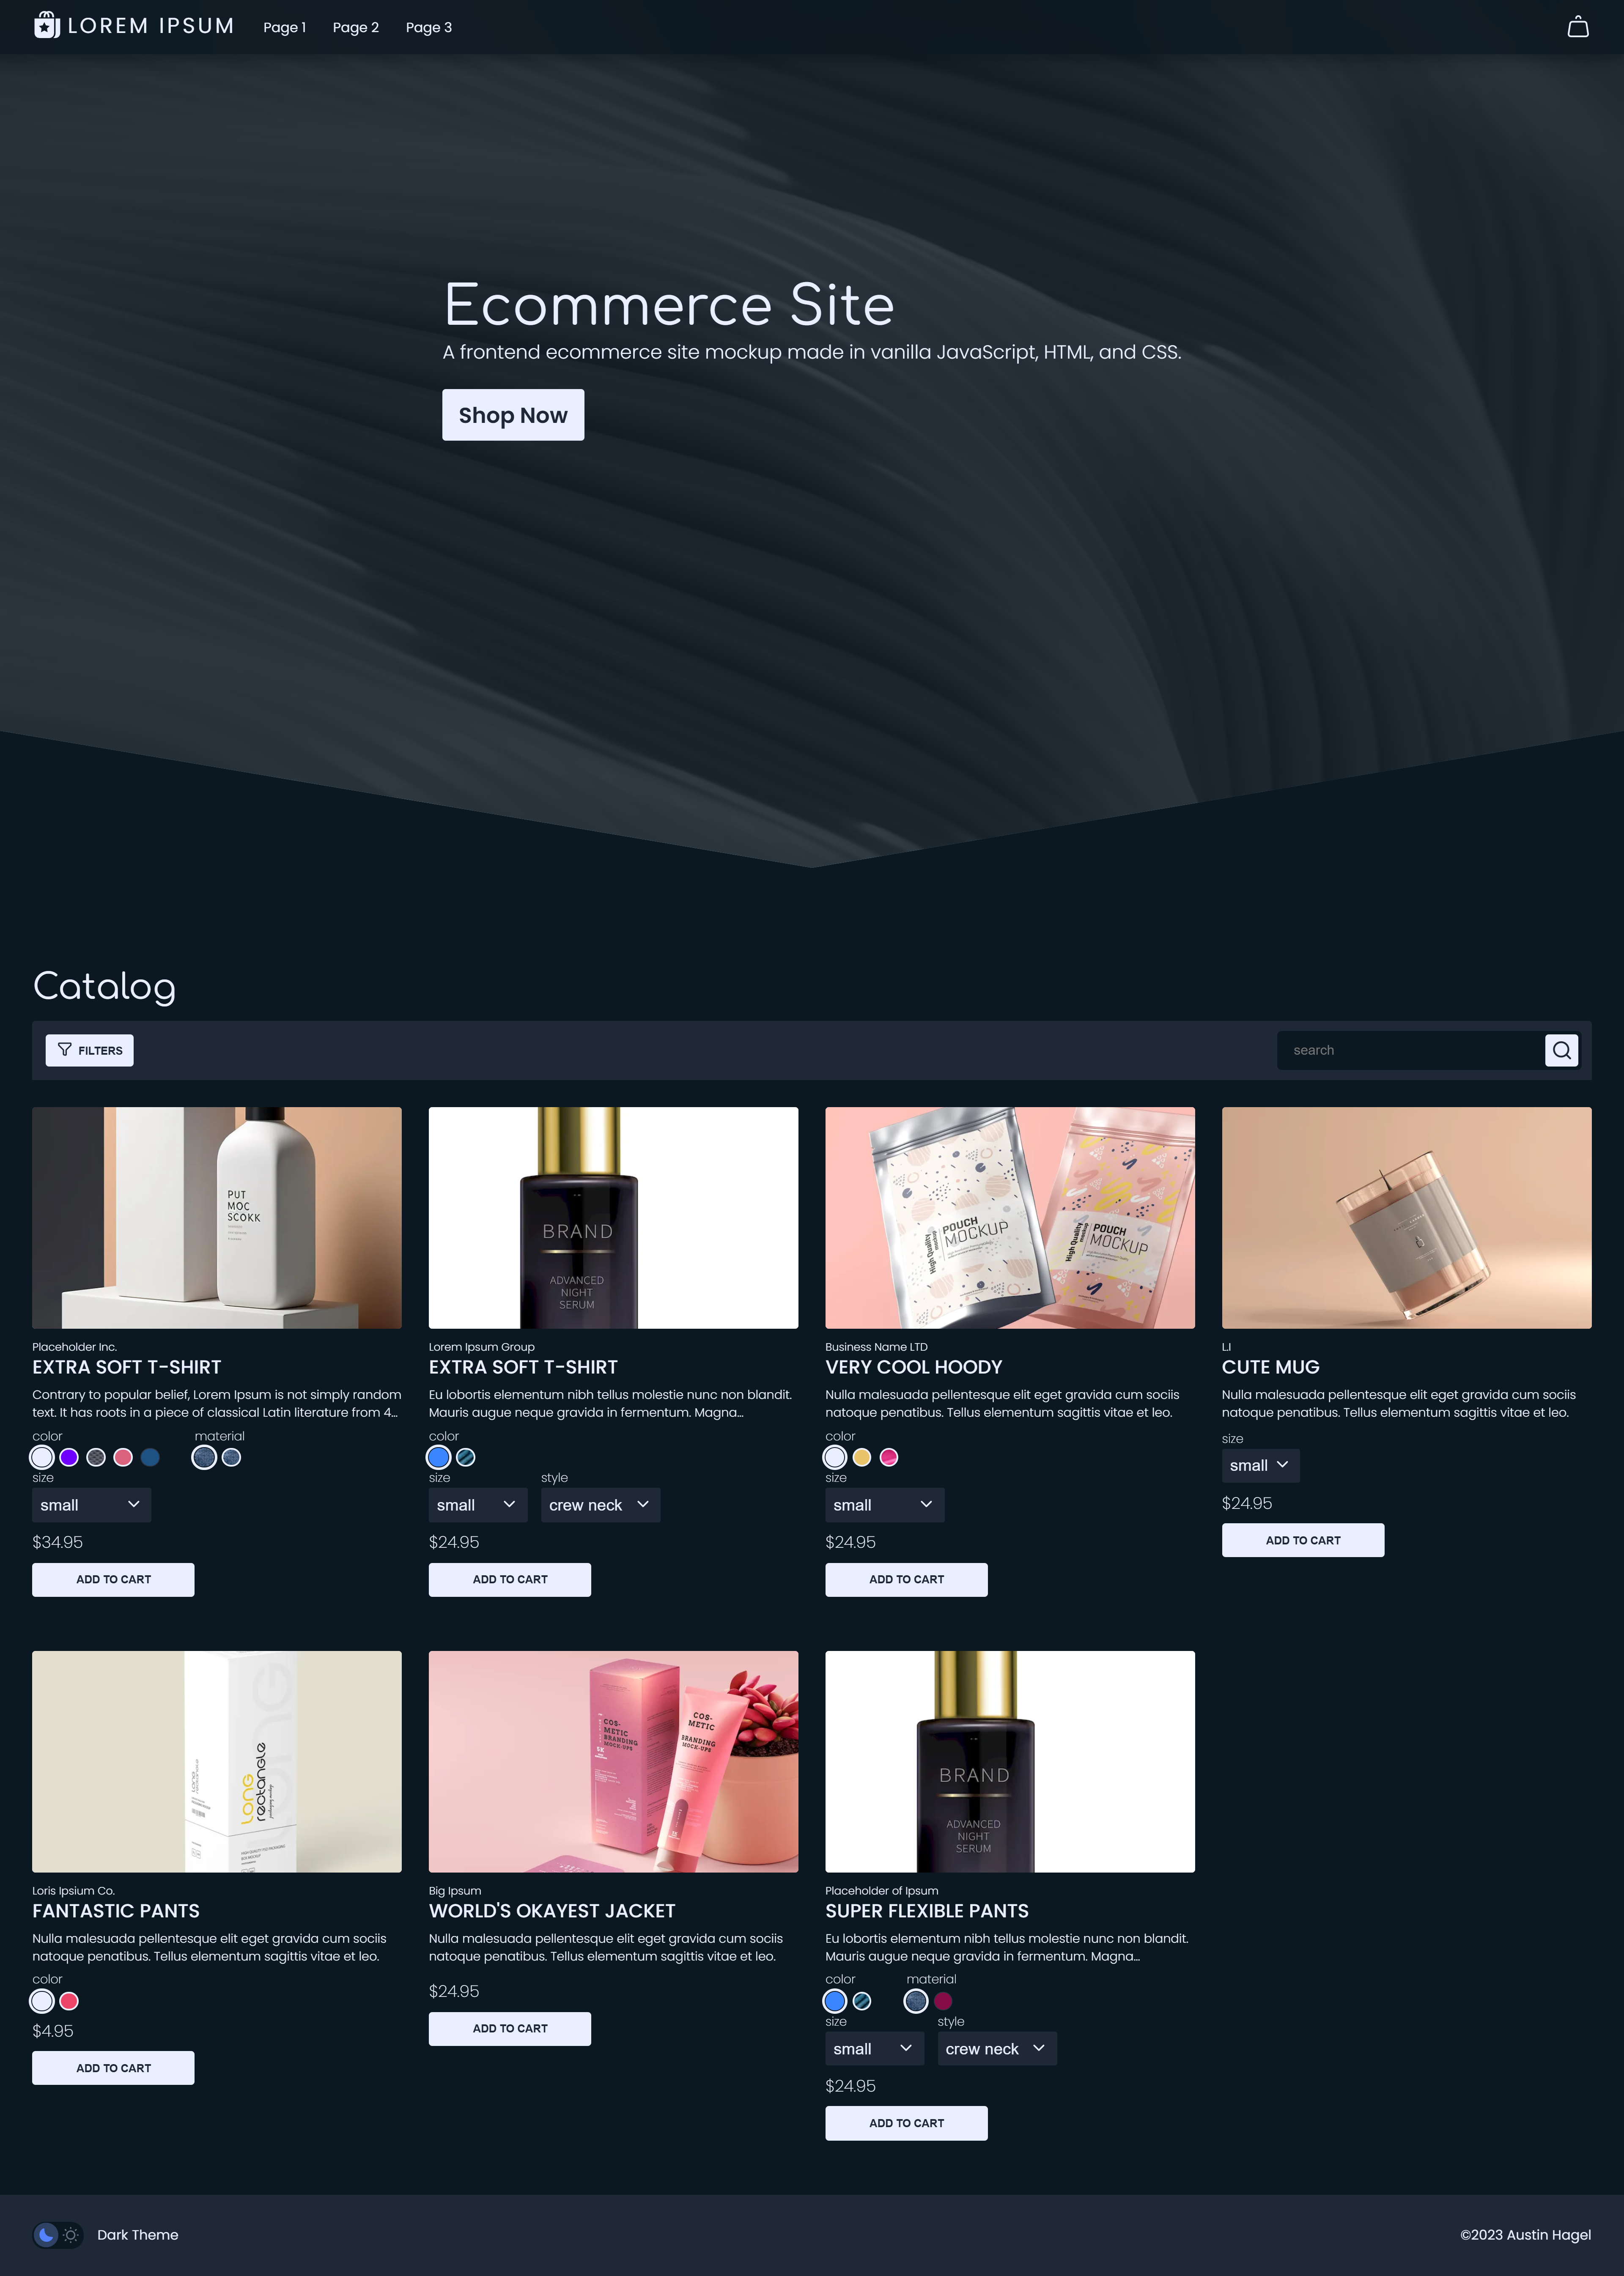 LOREM IPSUM
Page 1
Page 2
Page 3
Ecommerce Site
A frontend ecommerce site mockup made in vanilla JavaScript, HTML, and CSS.
Shop Now
Catalog
FILTERS
search
PUT
MOC
SCOKK
Placeholder Inc.
EXTRA SOFT T-SHIRT
Contrary to popular belief, Lorem Ipsum is not simply random
text. It has roots in a piece of classical Latin literature from 4...
color
material
size
small
$34.95
ADD TO CART
BRAND
ADVANCED
NIGHT
SERUM
Lorem Ipsum Group
EXTRA SOFT T-SHIRT
Eu lobortis elementum nibh tellus molestie nunc non blandit.
Mauris augue neque gravida in fermentum. Magna...
color
size
style
small
crew neck
$24.95
ADD TO CART
High Quality
mockup
POUCH
MOCKUP
High Quality
mockup
POUCH
MOCKUP
Business Name LTD
VERY COOL HOODY
Nulla malesuada pellentesque elit eget gravida cum sociis
natoque penatibus. Tellus elementum sagittis vitae et leo.
color
size
small
$24.95
ADD TO CART
L.I
CUTE MUG
Nulla malesuada pellentesque elit eget gravida cum sociis
natoque penatibus. Tellus elementum sagittis vitae et leo.
size
small
$24.95
ADD TO CART
LONG
LONG
rectangle
Loris Ipsium Co.
FANTASTIC PANTS
Nulla malesuada pellentesque elit eget gravida cum sociis
natoque penatibus. Tellus elementum sagittis vitae et leo.
color
$4.95
ADD TO CART
COS-
METIC
BRANDING
MOCK-UPS
COS-
METIC
BRANDING
MOCK-UPS
Big Ipsum
WORLD'S OKAYEST JACKET
Nulla malesuada pellentesque elit eget gravida cum sociis
natoque penatibus. Tellus elementum sagittis vitae et leo.
$24.95
ADD TO CART
BRAND
ADVANCED
NIGHT
SERUM
Placeholder of Ipsum
SUPER FLEXIBLE PANTS
Eu lobortis elementum nibh tellus molestie nunc non blandit.
Mauris augue neque gravida in fermentum. Magna...
color
material
size
style
small
crew neck
$24.95
ADD TO CART
Dark Theme
©2023 Austin Hagel